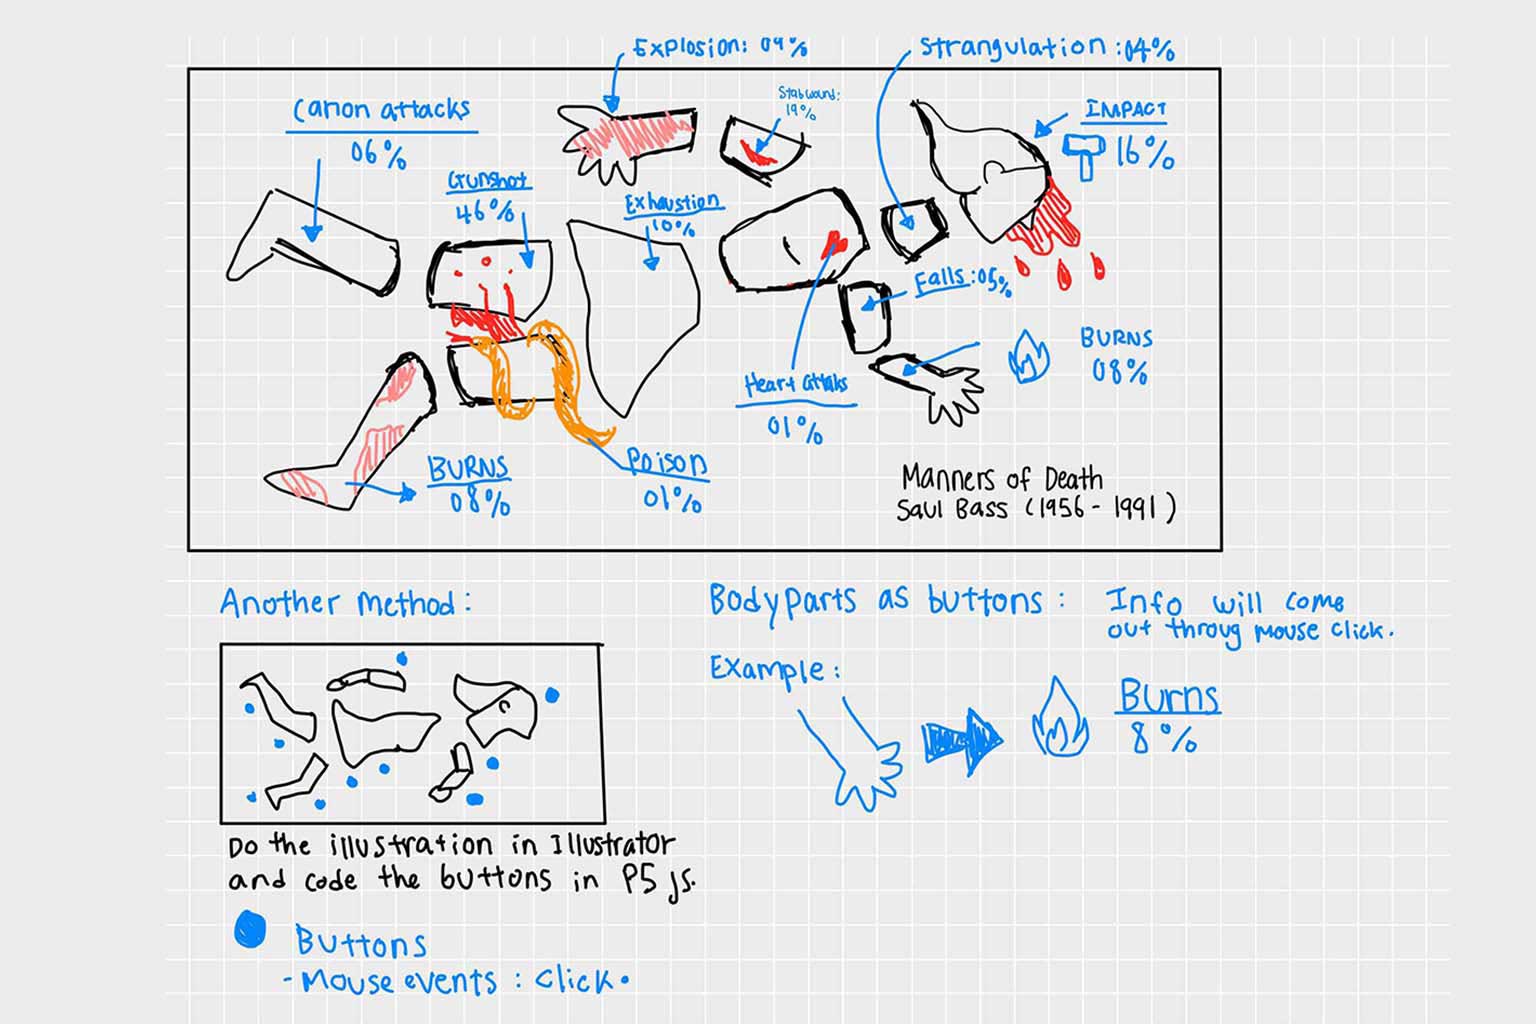 Explosion: 09%
Strangulation: 04%
Canon attacks
06%
Stabwound:
19%
IMPACT
16%
Gunshot
46%
Exhaustion
10%
Falls: 05%
BURNS
08%
Heart attaks
01%
BURNS
08%
Poison
01%
Manners of Death
Saul Bass (1956 - 1991)
Another method:
Do the illustration in Illustrator
and code the buttons in P5 js.
Buttons
- Mouse events : Click.
Bodyparts as buttons :
Info will come
out throug mouse click.
Example:
Burns
8%